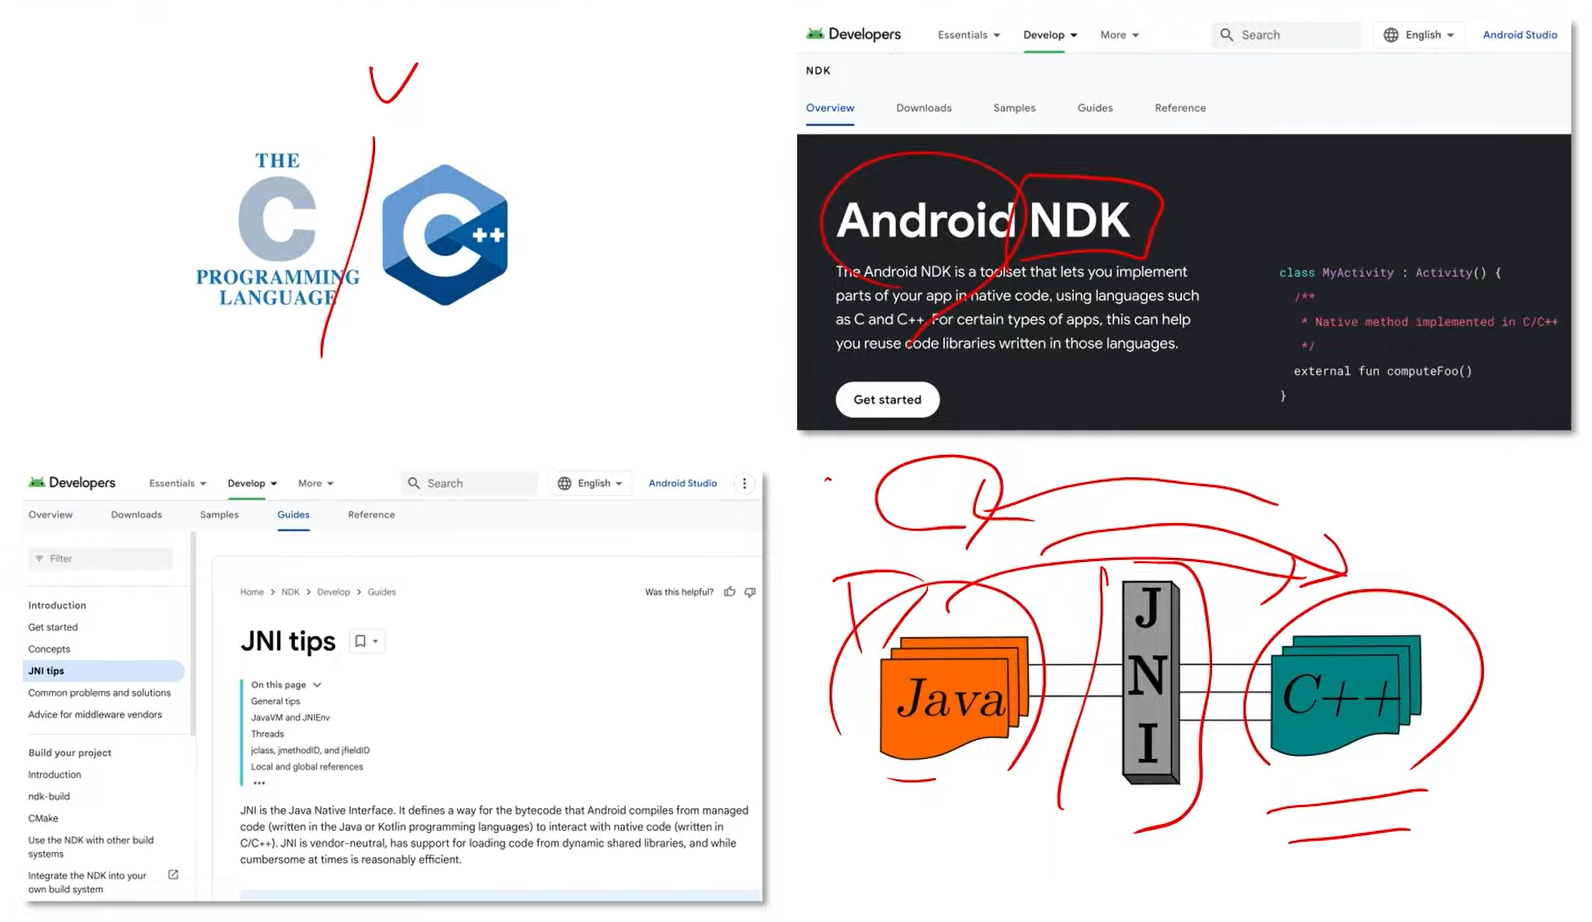 THE
C
PROGRAMMING
LANGUAGE
C++
Developers
Essentials
Develop
More
Search
English
Android Studio
NDK
Overview
Downloads
Samples
Guides
Reference
Android NDK
The Android NDK is a toolset that lets you implement
parts of your app in native code, using languages such
as C and C++. For certain types of apps, this can help
you reuse code libraries written in those languages.
Get started
class MyActivity : Activity() {
/**
* Native method implemented in C/C++
*/
external fun computeFoo()
}
Developers
Essentials
Develop
More
Search
English
Android Studio
Overview
Downloads
Samples
Guides
Reference
Filter
Introduction
Get started
Concepts
JNI tips
Common problems and solutions
Advice for middleware vendors
Build your project
Introduction
ndk-build
CMake
Use the NDK with other build
systems
Integrate the NDK into your
own build system
Home > NDK > Develop > Guides
Was this helpful?
JNI tips
On this page
General tips
JavaVM and JNIEnv
Threads
jclass, jmethodID, and jfieldID
Local and global references
•••
JNI is the Java Native Interface. It defines a way for the bytecode that Android compiles from managed
code (written in the Java or Kotlin programming languages) to interact with native code (written in
C/C++). JNI is vendor-neutral, has support for loading code from dynamic shared libraries, and while
cumbersome at times is reasonably efficient.
Java
J
N
I
C++